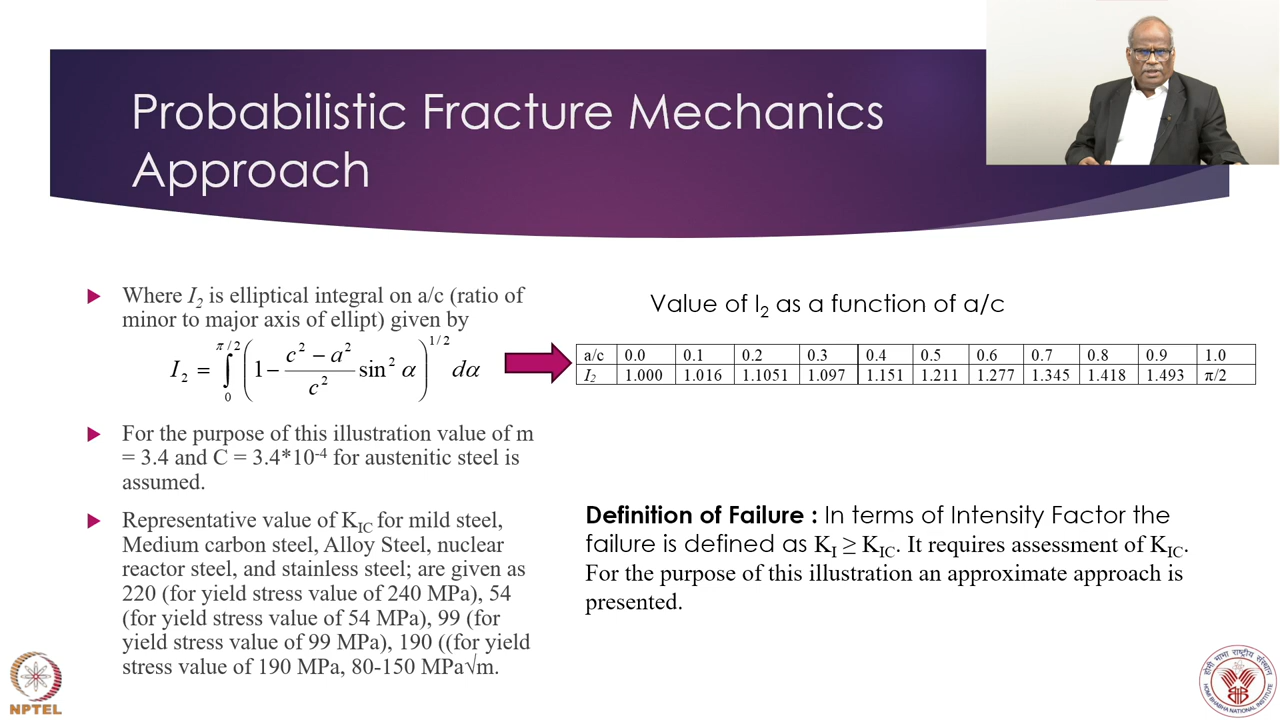 Probabilistic Fracture Mechanics
Approach
Where I₂ is elliptical integral on a/c (ratio of
minor to major axis of ellipt) given by
I₂ = ∫₀^{π/2} (1 − (c² − a²)/c² sin² α)^{1/2} dα
For the purpose of this illustration value of m
= 3.4 and C = 3.4*10⁻⁴ for austenitic steel is
assumed.
Representative value of K_IC for mild steel,
Medium carbon steel, Alloy Steel, nuclear
reactor steel, and stainless steel; are given as
220 (for yield stress value of 240 MPa), 54
(for yield stress value of 54 MPa), 99 (for
yield stress value of 99 MPa), 190 ((for yield
stress value of 190 MPa, 80-150 MPa√m.
Value of I₂ as a function of a/c
a/c 0.0 0.1 0.2 0.3 0.4 0.5 0.6 0.7 0.8 0.9 1.0
I₂ 1.000 1.016 1.1051 1.097 1.151 1.211 1.277 1.345 1.418 1.493 π/2
Definition of Failure : In terms of Intensity Factor the
failure is defined as K_I ≥ K_IC. It requires assessment of K_IC.
For the purpose of this illustration an approximate approach is
presented.
NPTEL